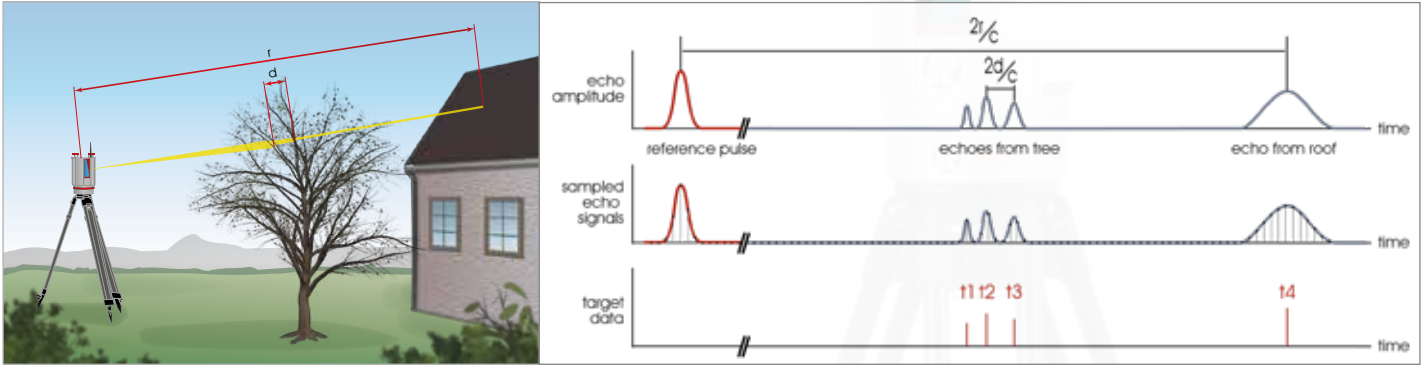 r
d
2r/c
2d/c
echo
amplitude
time
reference pulse
echoes from tree
echo from roof
sampled
echo
signals
time
t1 t2 t3
t4
target
data
time